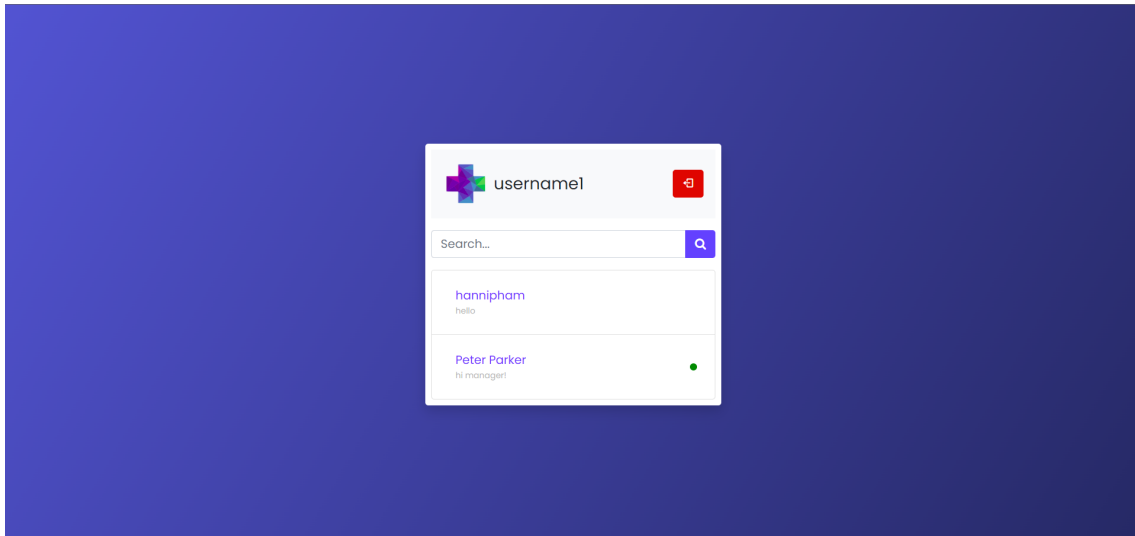 username1
Search...
hannipham
hello
Peter Parker
hi manager!